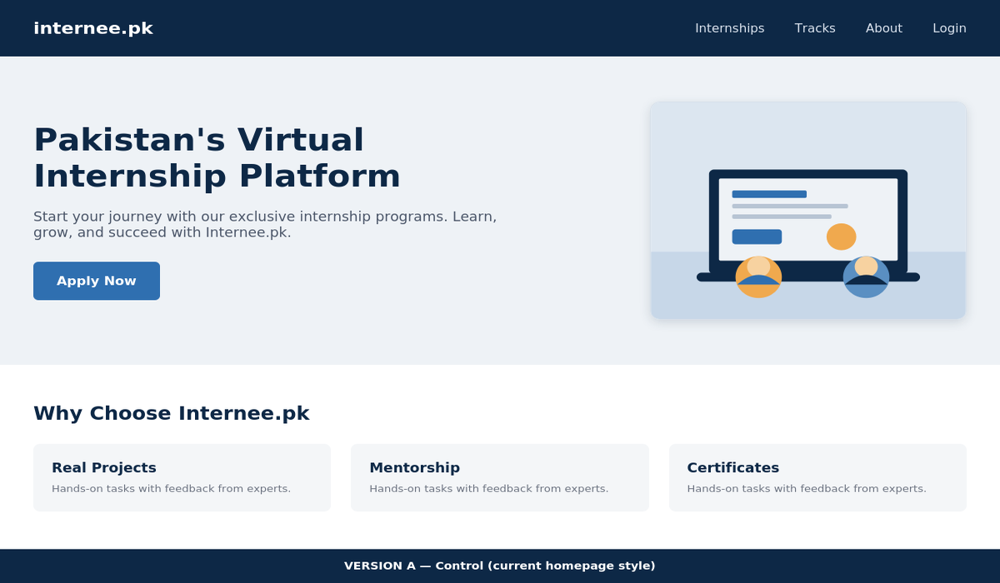 internee.pk
Internships Tracks About Login
Pakistan's Virtual
Internship Platform
Start your journey with our exclusive internship programs. Learn,
grow, and succeed with Internee.pk.
Apply Now
Why Choose Internee.pk
Real Projects
Hands-on tasks with feedback from experts.
Mentorship
Hands-on tasks with feedback from experts.
Certificates
Hands-on tasks with feedback from experts.
VERSION A — Control (current homepage style)